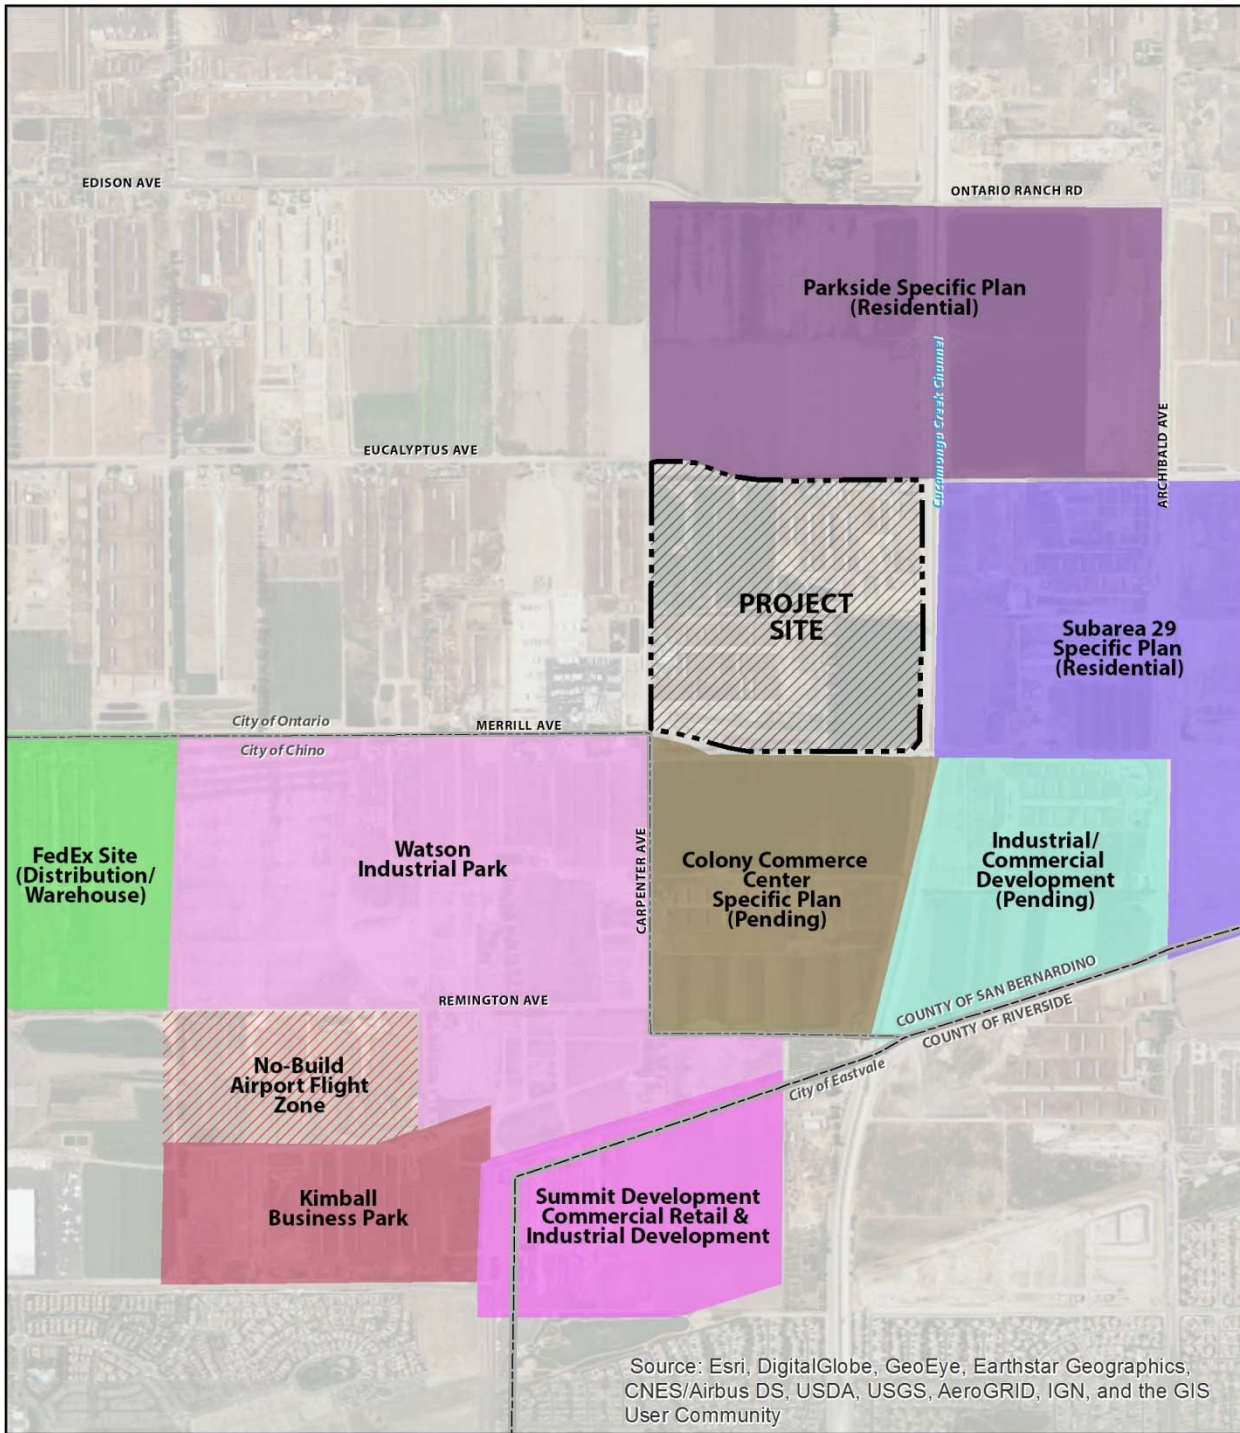 EDISON AVE
ONTARIO RANCH RD
Parkside Specific Plan
(Residential)
Cucamonga Creek Channel
ARCHIBALD AVE
EUCALYPTUS AVE
PROJECT
SITE
Subarea 29
Specific Plan
(Residential)
City of Ontario
MERRILL AVE
City of Chino
FedEx Site
(Distribution/
Warehouse)
Watson
Industrial Park
CARPENTER AVE
Colony Commerce
Center
Specific Plan
(Pending)
Industrial/
Commercial
Development
(Pending)
REMINGTON AVE
COUNTY OF SAN BERNARDINO
COUNTY OF RIVERSIDE
No-Build
Airport Flight
Zone
City of Eastvale
Kimball
Business Park
Summit Development
Commercial Retail &
Industrial Development
Source: Esri, DigitalGlobe, GeoEye, Earthstar Geographics,
CNES/Airbus DS, USDA, USGS, AeroGRID, IGN, and the GIS
User Community